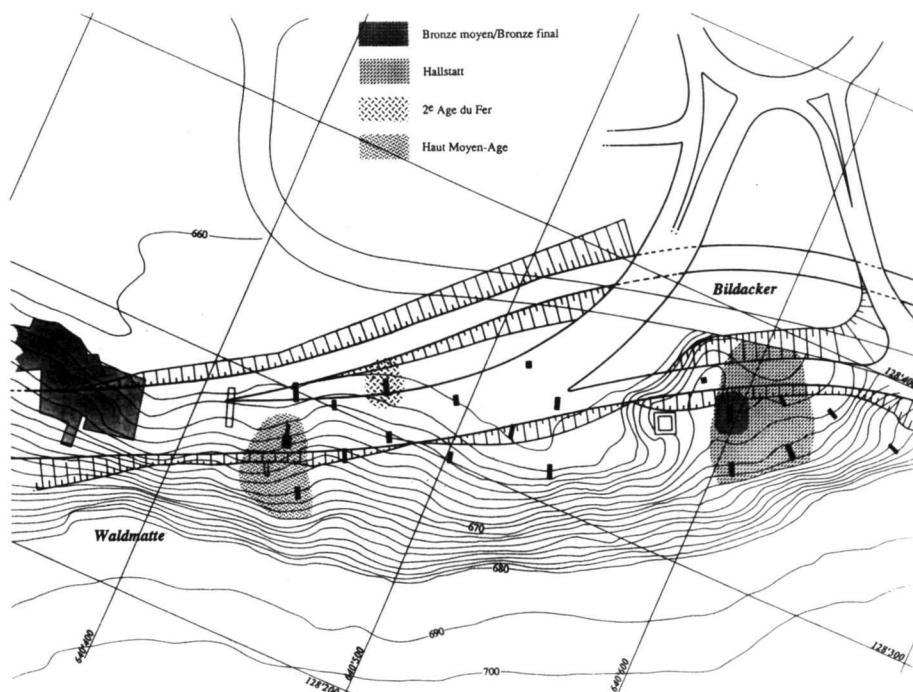 Bronze moyen/Bronze final
Hallstatt
2e Age du Fer
Haut Moyen-Age
660
Bildacker
128'400
670
Waldmatte
680
690
700
640'400
128'200
640'500
640'600
128'300